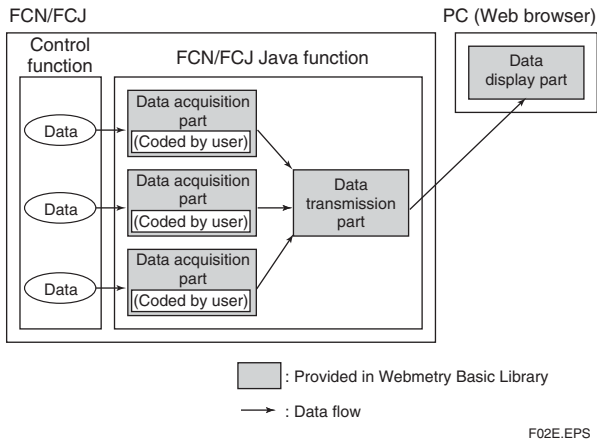 FCN/FCJ
PC (Web browser)
Control
function
FCN/FCJ Java function
Data
display part
Data
Data acquisition
part
(Coded by user)
Data
Data acquisition
part
(Coded by user)
Data
transmission
part
Data
Data acquisition
part
(Coded by user)
: Provided in Webmetry Basic Library
: Data flow
F02E.EPS